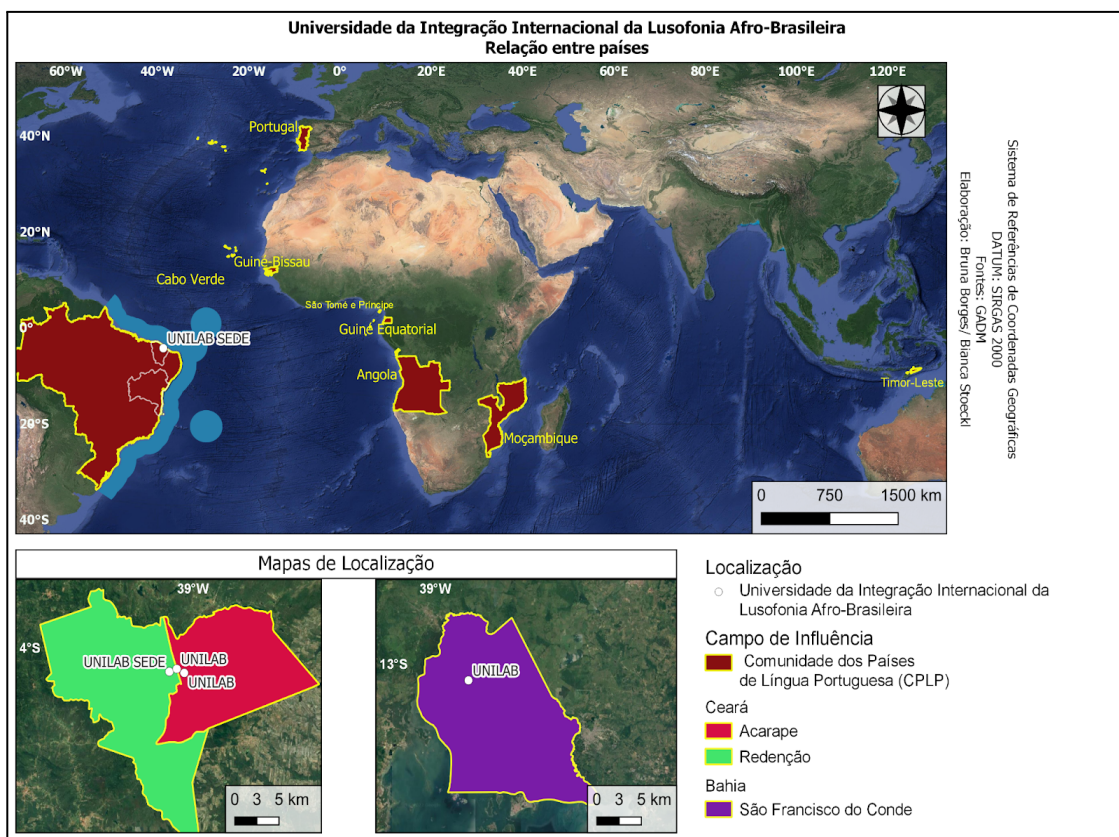 Universidade da Integração Internacional da Lusofonia Afro-Brasileira
Relação entre países
60°W 40°W 20°W 0° 20°E 40°E 60°E 80°E 100°E 120°E
40°N
20°N
0°
20°S
40°S
Portugal
Cabo Verde
Guiné-Bissau
São Tomé e Príncipe
Guiné Equatorial
UNILAB SEDE
Angola
Moçambique
Timor-Leste
0 750 1500 km
Sistema de Referências de Coordenadas Geográficas
DATUM: SIRGAS 2000
Fontes: GADM
Elaboração: Bruna Borges/ Bianca Stoeckl
Mapas de Localização
39°W
4°S
UNILAB SEDE
UNILAB
UNILAB
0 3 5 km
39°W
13°S
UNILAB
0 3 5 km
Localização
Universidade da Integração Internacional da
Lusofonia Afro-Brasileira
Campo de Influência
Comunidade dos Países
de Língua Portuguesa (CPLP)
Ceará
Acarape
Redenção
Bahia
São Francisco do Conde